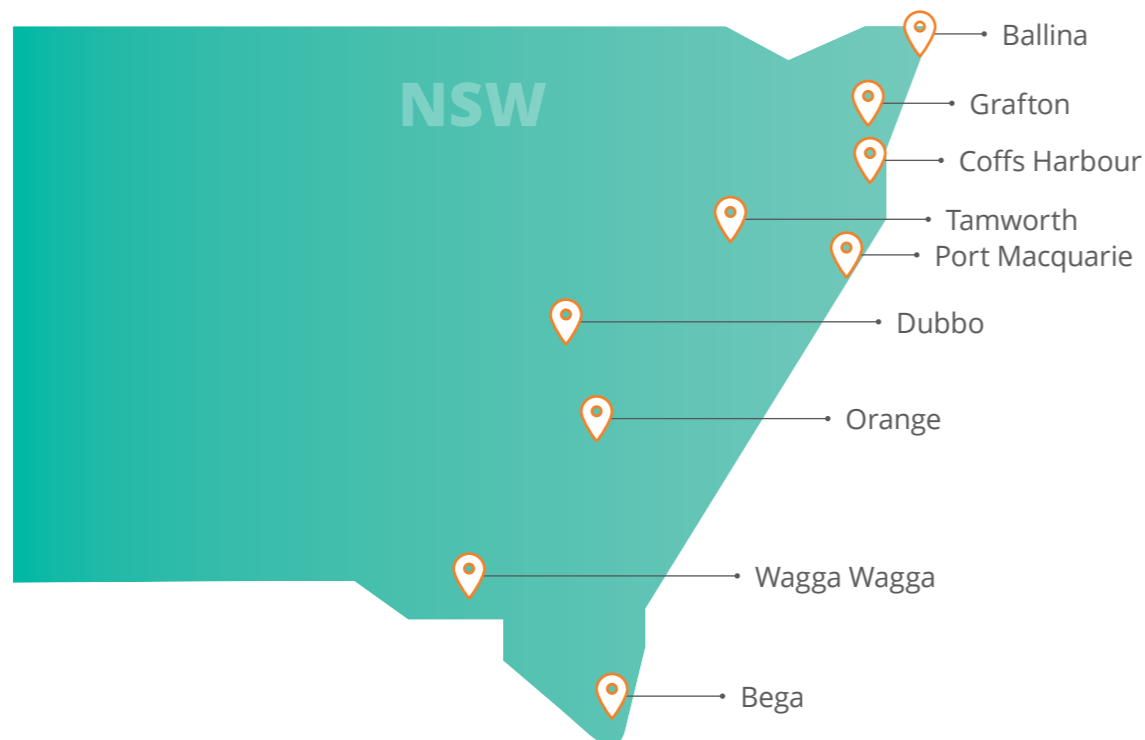 NSW
Ballina
Grafton
Coffs Harbour
Tamworth
Port Macquarie
Dubbo
Orange
Wagga Wagga
Bega